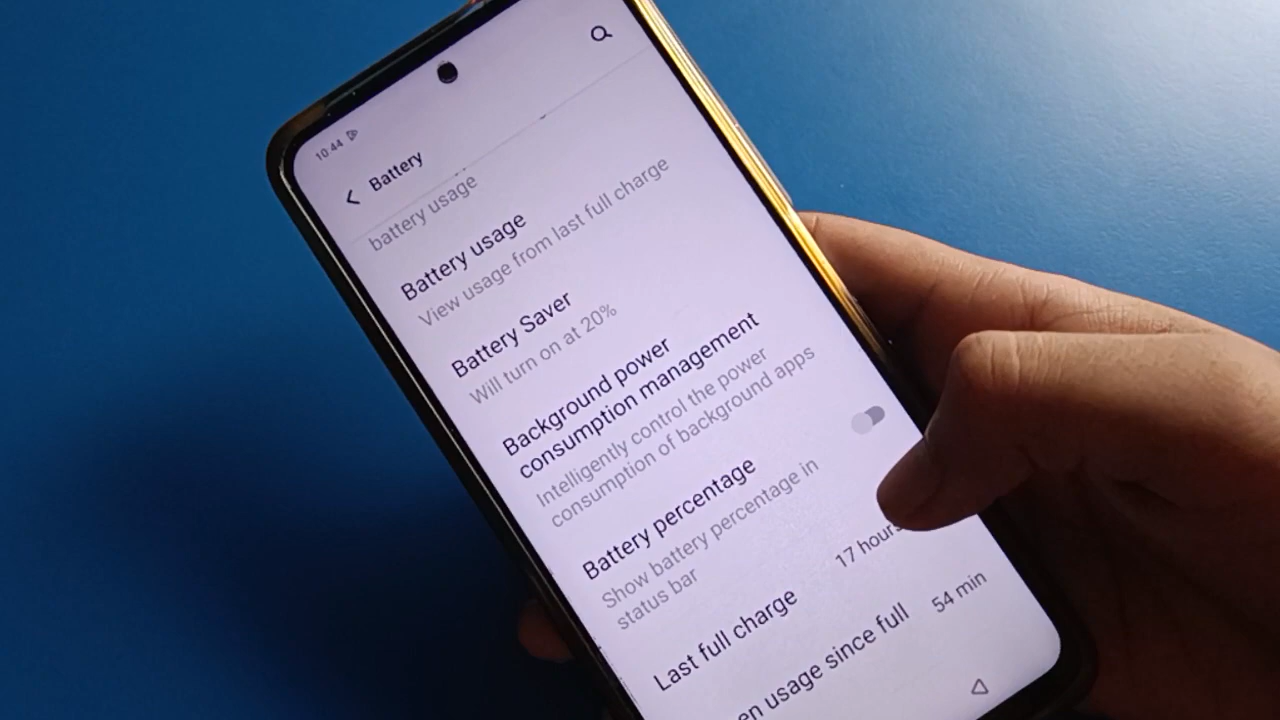 10:44
Battery
battery usage
Battery usage
View usage from last full charge
Battery Saver
Will turn on at 20%
Background power
consumption management
Intelligently control the power
consumption of background apps
Battery percentage
Show battery percentage in
status bar
Last full charge 17 hours
en usage since full 54 min